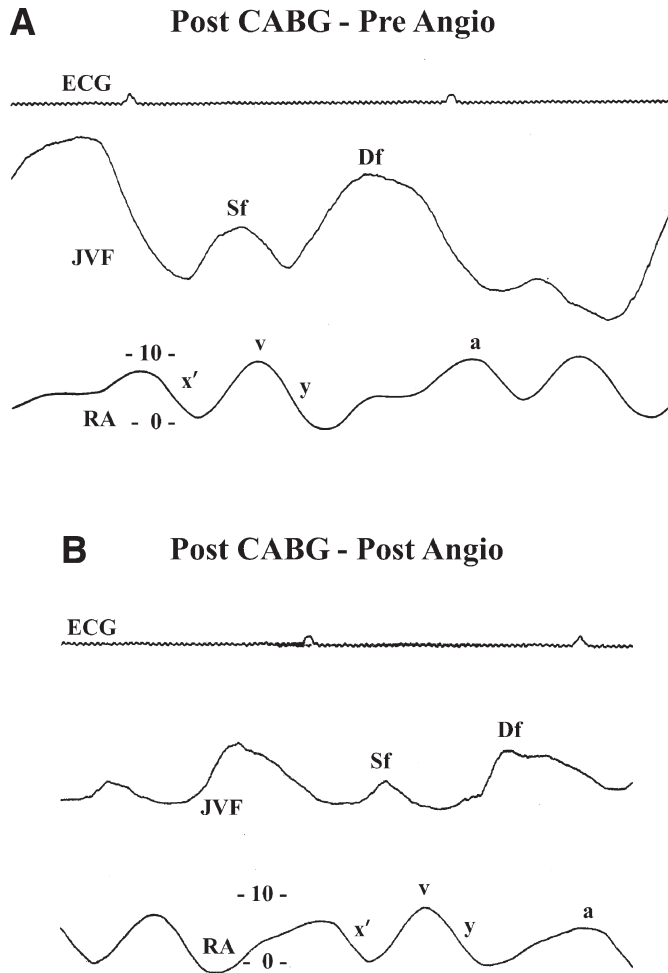 A
Post CABG - Pre Angio
ECG
Df
Sf
JVF
- 10 -
v
a
x′
y
RA - 0 -
B
Post CABG - Post Angio
ECG
Df
Sf
JVF
- 10 -
v
a
x′
y
RA - 0 -